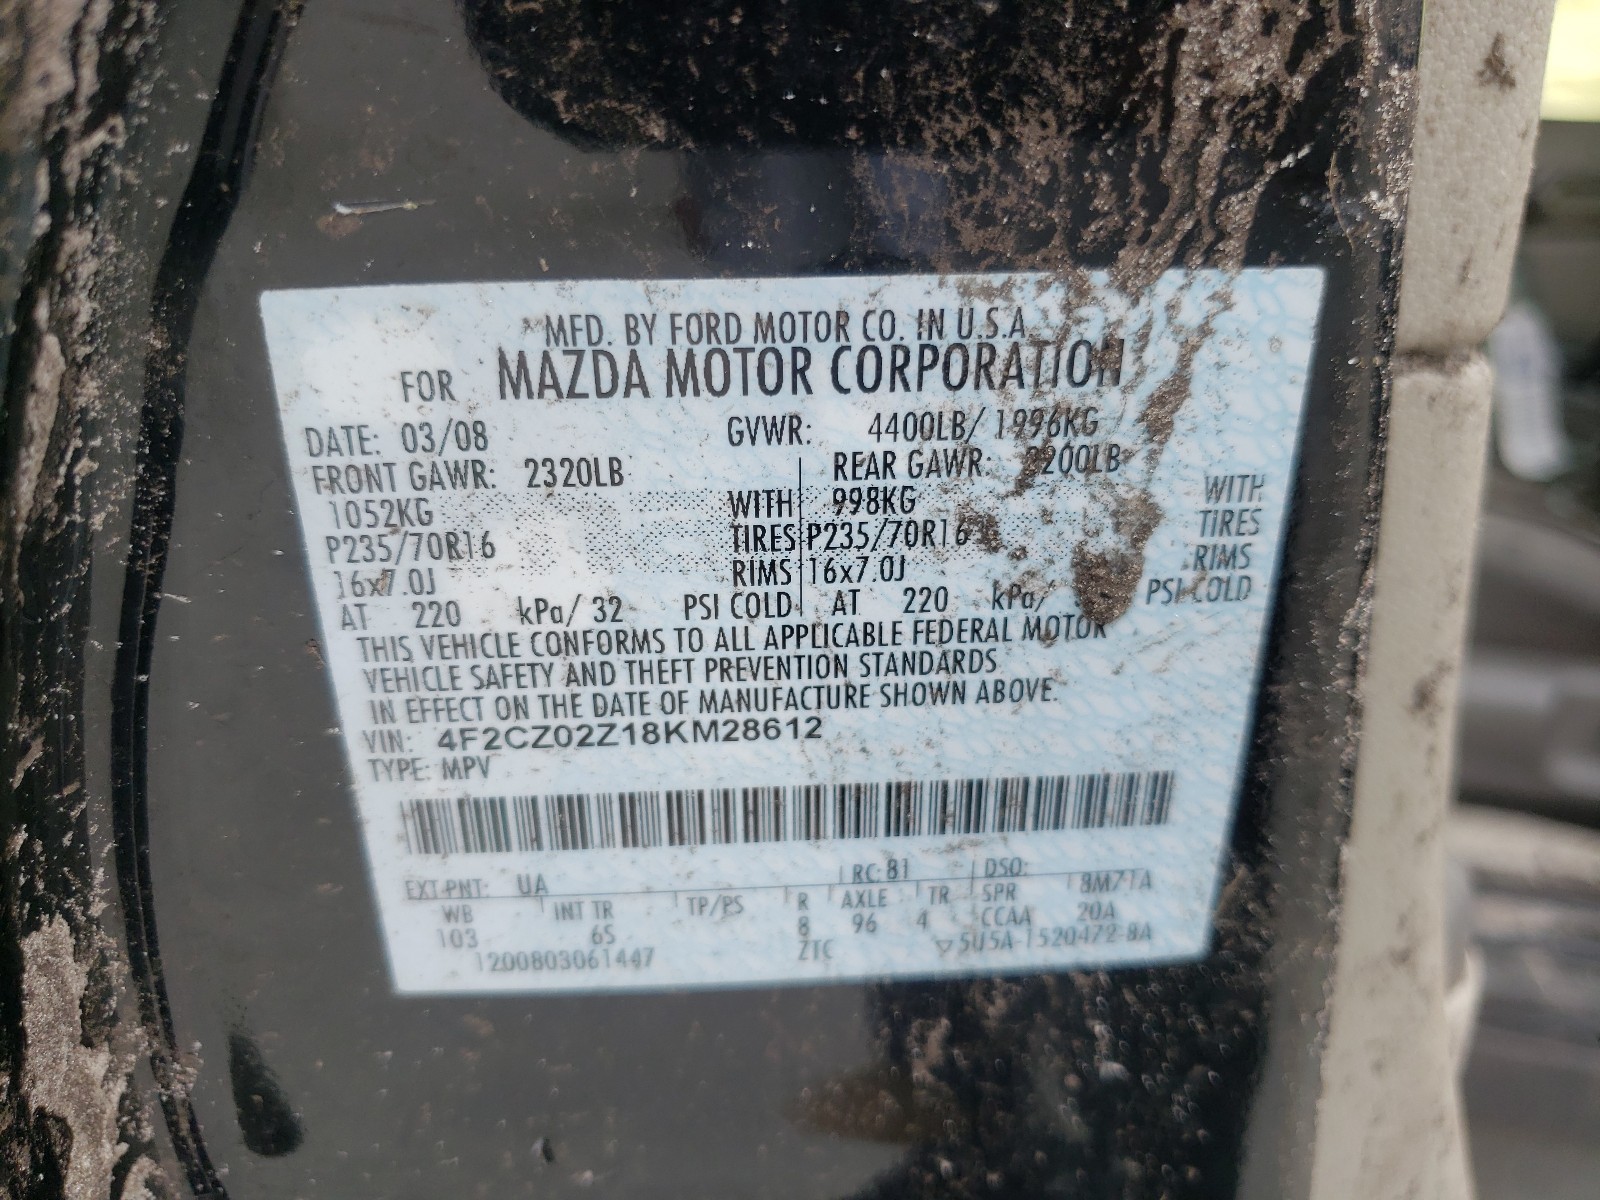 MFD. BY FORD MOTOR CO. IN U.S.A.
FOR MAZDA MOTOR CORPORATION
DATE: 03/08 GVWR: 4400LB/ 1996KG
FRONT GAWR: 2320LB REAR GAWR: 2200LB
1052KG WITH 998KG WITH
P235/70R16 TIRES P235/70R16 TIRES
16x7.0J RIMS 16x7.0J RIMS
AT 220 kPa/ 32 PSI COLD AT 220 kPa/ PSI COLD
THIS VEHICLE CONFORMS TO ALL APPLICABLE FEDERAL MOTOR
VEHICLE SAFETY AND THEFT PREVENTION STANDARDS
IN EFFECT ON THE DATE OF MANUFACTURE SHOWN ABOVE.
VIN: 4F2CZ02Z18KM28612
TYPE: MPV
EXT PNT: UA RC: 81 DSO:
WB INT TR TP/PS R AXLE TR SPR 8M71A
103 6S 8 96 4 CCAA 20A
1200803061447 ZTC ▽5U5A-1520472-8A